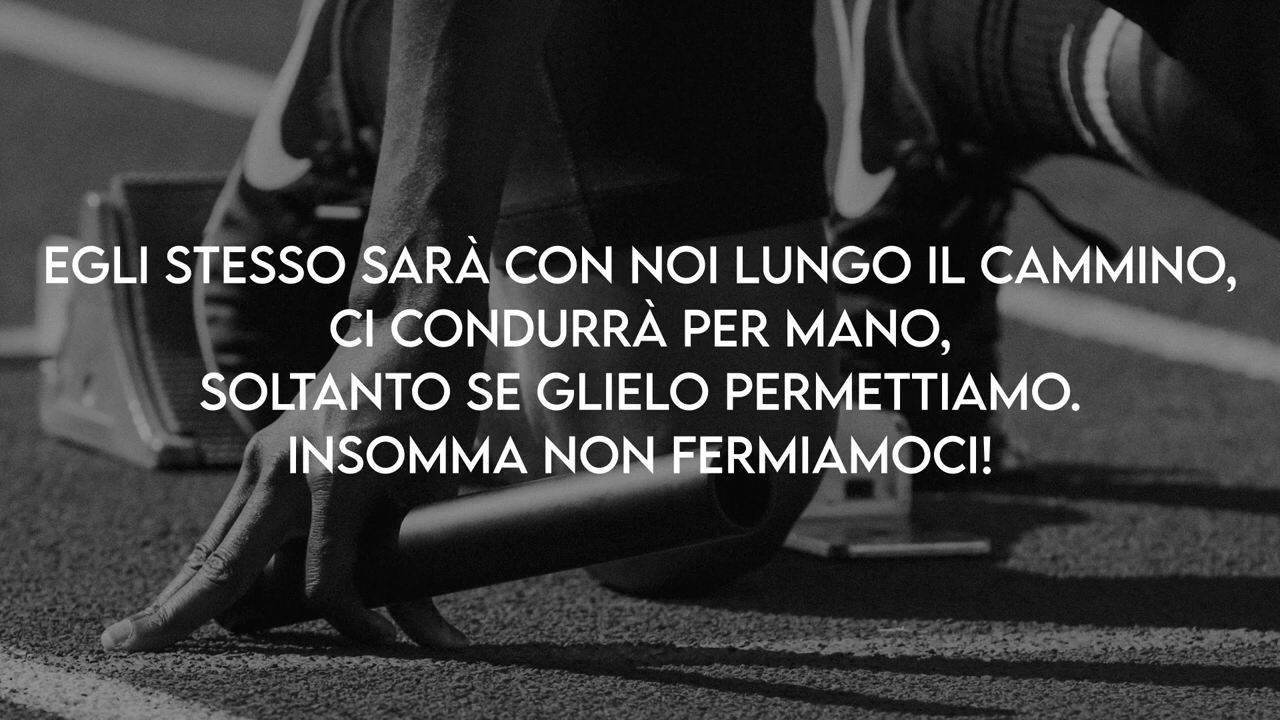 EGLI STESSO SARÀ CON NOI LUNGO IL CAMMINO,
CI CONDURRÀ PER MANO,
SOLTANTO SE GLIELO PERMETTIAMO.
INSOMMA NON FERMIAMOCI!